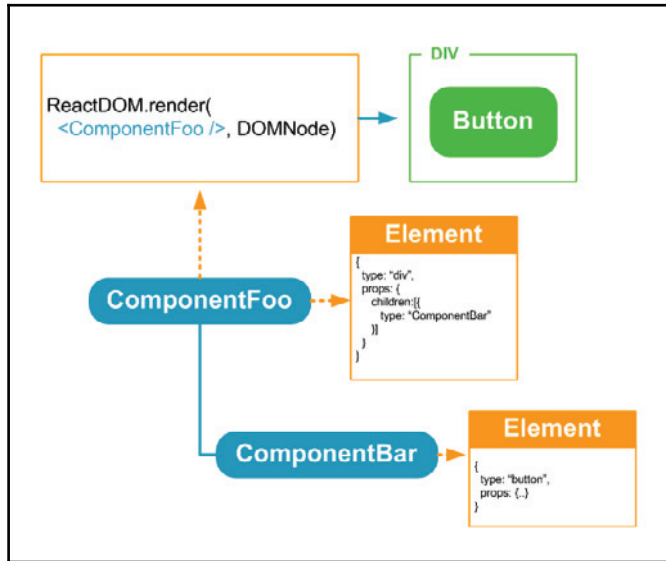 ReactDOM.render(
<ComponentFoo />, DOMNode)
DIV
Button
ComponentFoo
Element
{
type: “div”,
props: {
children:[{
type: “ComponentBar”
}]
}
}
ComponentBar
Element
{
type: “button”,
props: {..}
}